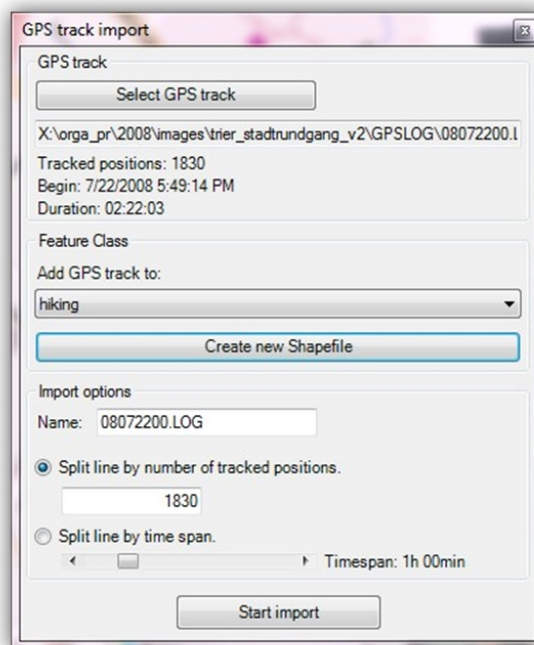 GPS track import
GPS track
Select GPS track
X:\orga_pr\2008\images\trier_stadtrundgang_v2\GPSLOG\08072200.l
Tracked positions: 1830
Begin: 7/22/2008 5:49:14 PM
Duration: 02:22:03
Feature Class
Add GPS track to:
hiking
Create new Shapefile
Import options
Name: 08072200.LOG
Split line by number of tracked positions.
1830
Split line by time span.
Timespan: 1h 00min
Start import